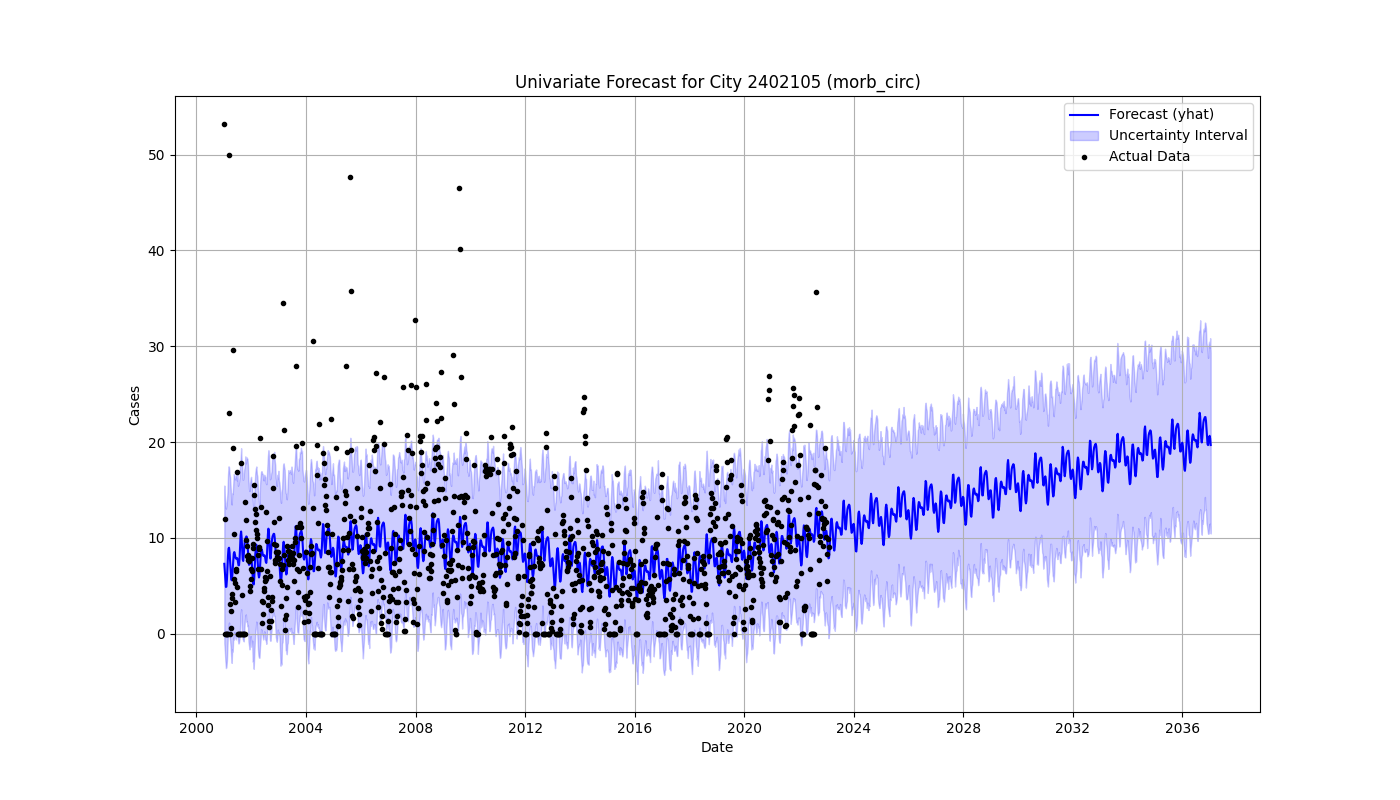 Univariate Forecast for City 2402105 (morb_circ)
Forecast (yhat)
Uncertainty Interval
Actual Data
50
40
30
20
10
0
Cases
2000 2004 2008 2012 2016 2020 2024 2028 2032 2036
Date